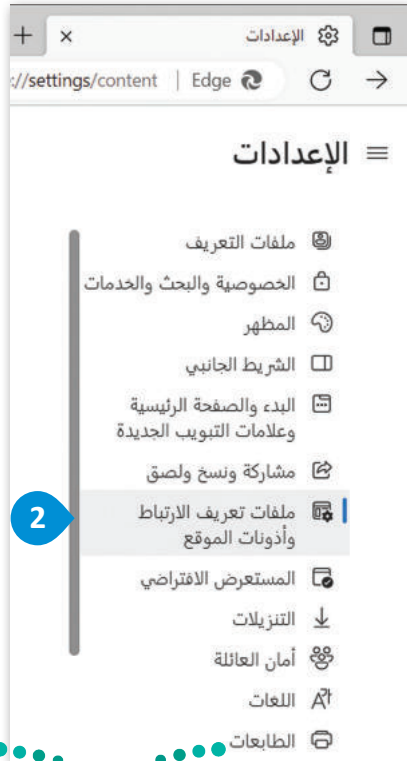 الإعدادات
Edge | ://settings/content
الإعدادات
ملفات التعريف
الخصوصية والبحث والخدمات
المظهر
الشريط الجانبي
البدء والصفحة الرئيسية
وعلامات التبويب الجديدة
مشاركة ونسخ ولصق
ملفات تعريف الارتباط
وأذونات الموقع
2
المستعرض الافتراضي
التنزيلات
أمان العائلة
اللغات
الطابعات